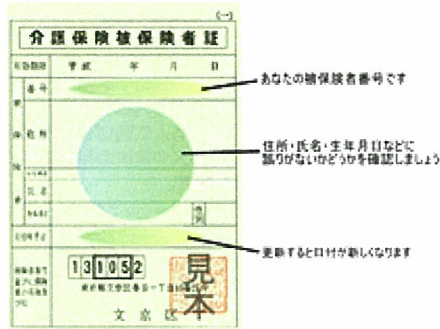 (一)
介護保険被保険者証
有効期限 平成 年 月 日
番号
あなたの被保険者番号です
住所
住所・氏名・生年月日などに
誤りがないかどうかを確認しましょう
氏名
更新すると日付が新しくなります
131052
文京区
見本